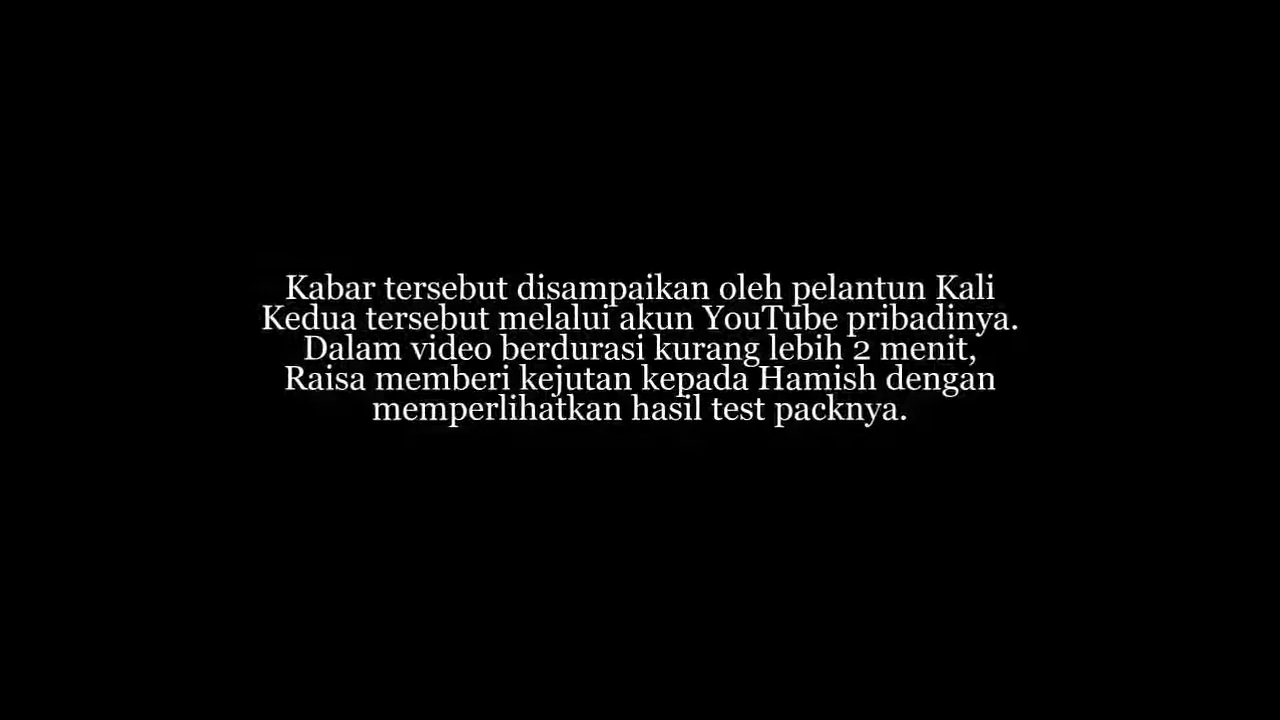 Kabar tersebut disampaikan oleh pelantun Kali
Kedua tersebut melalui akun YouTube pribadinya.
Dalam video berdurasi kurang lebih 2 menit,
Raisa memberi kejutan kepada Hamish dengan
memperlihatkan hasil test packnya.